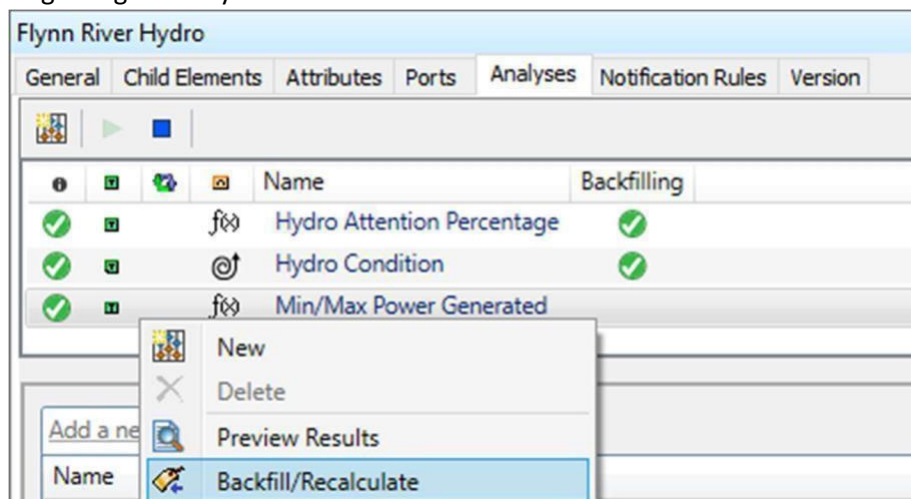 Flynn River Hydro
General Child Elements Attributes Ports Analyses Notification Rules Version
Name Backfilling
f(x) Hydro Attention Percentage
Hydro Condition
f(x) Min/Max Power Generated
New
Delete
Add a ne
Preview Results
Name
Backfill/Recalculate